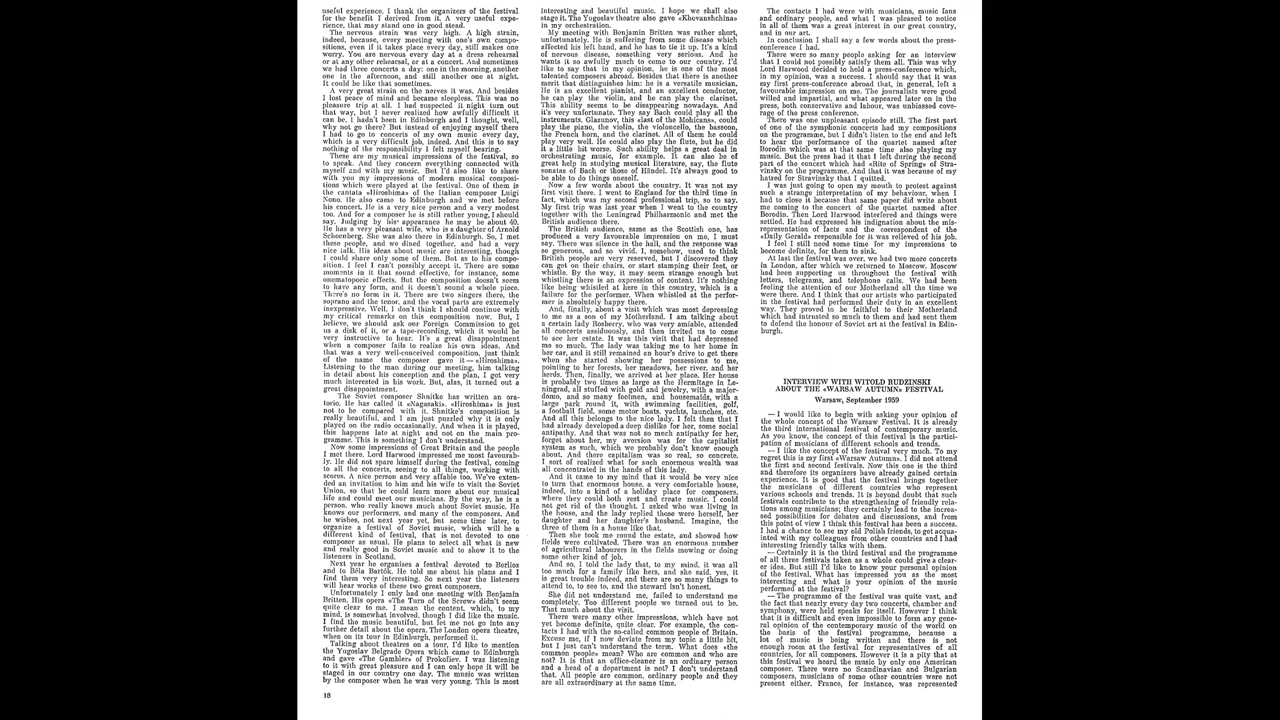 useful experience. I thank the organizers of the festival
for the benefit I derived from it. A very useful expe-
rience, that may stand one in good stead.
The nervous strain was very high. A high strain,
indeed, because, every meeting with one's own compo-
sitions, even if it takes place every day, still makes one
worry. You are nervous every day at a dress rehearsal
or at any other rehearsal, or at a concert. And sometimes
we had three concerts a day: one in the morning, another
one in the afternoon, and still another one at night.
It could be like that sometimes.
A very great strain on the nerves it was. And besides
I lost peace of mind and became sleepless. This was no
pleasure trip at all. I had suspected it night turn out
that way, but I never realized how awfully difficult it
can be. I hadn't been in Edinburgh and I thought, well,
why not go there? But instead of enjoying myself there
I had to go to concerts of my own music every day,
which is a very difficult job, indeed. And this is to say
nothing of the responsibility I felt myself bearing.
These are my musical impressions of the festival, so
to speak. And they concern everything connected with
myself and with my music. But I'd also like to share
with you my impressions of modern musical composi-
tions which were played at the festival. One of them is
the cantata «Hiroshima» of the Italian composer Luigi
Nono. He also came to Edinburgh and we met before
his concert. He is a very nice person and a very modest
too. And for a composer he is still rather young, I should
say. Judging by his appearance he may be about 40.
He has a very pleasant wife, who is a daughter of Arnold
Schoenberg. She was also there in Edinburgh. So, I met
these people, and we dined together, and had a very
nice talk. His ideas about music are interesting, though
I could share only some of them. But as to his compo-
sition, I feel I can't possibly accept it. There are some
moments in it that sound effective, for instance, some
onematopoeic effects. But the composition doesn't seem
to have any form, and it doesn't sound a whole piece.
There's no form in it. There are two singers there, the
soprano and the tenor, and the vocal parts are extremely
inexpressive. Well, I don't think I should continue with
my critical remarks on this composition now. But, I
believe, we should ask our Foreign Commission to get
us a disk of it, or a tape-recording, which it would be
very instructive to hear. It's a great disappointment
when a composer fails to realize his own ideas. And
that was a very well-conceived composition, just think
of the name the composer gave it — «Hiroshima».
Listening to the man during our meeting, him talking
in detail about his conception and the plan, I got very
much interested in his work. But, alas, it turned out a
great disappointment.
The Soviet composer Shnitke has written an ora-
torio. He has called it «Nagasaki». «Hiroshima» is just
not to be compared with it. Shnitke's composition is
really beautiful, and I am just puzzled why it is only
played on the radio occasionally. And when it is played,
this happens late at night and not on the main pro-
gramme. This is something I don't understand.
Now some impressions of Great Britain and the people
I met there. Lord Harwood impressed me most favourab-
ly. He did not spare himself during the festival, coming
to all the concerts, seeing to all things, working with
scores. A nice person and very affable too. We've exten-
ded an invitation to him and his wife to visit the Soviet
Union, so that he could learn more about our musical
life and could meet our musicians. By the way, he is a
person, who really knows much about Soviet music. He
knows our performers, and many of the composers. And
he wishes, not next year yet, but some time later, to
organize a festival of Soviet music, which will be a
different kind of festival, that is not devoted to one
composer as usual. He plans to select all what is new
and really good in Soviet music and to show it to the
listeners in Scotland.
Next year he organises a festival devoted to Berlioz
and to Béla Bartók. He told me about his plans and I
find them very interesting. So next year the listeners
will hear works of these two great composers.
Unfortunately I only had one meeting with Benjamin
Britten. His opera «The Turn of the Screw» didn't seem
quite clear to me. I mean the content, which, to my
mind, is somewhat involved, though I did like the music.
I find the music beautiful, but let me not go into any
further detail about the opera. The London opera theatre,
when on its tour in Edinburgh, performed it.
Talking about theatres on a tour, I'd like to mention
the Yugoslav Belgrade Opera which came to Edinburgh
and gave «The Gambler» of Prokofiev. I was listening
to it with great pleasure and I can only hope it will be
staged in our country one day. The music was written
by the composer when he was very young. This is most
18
interesting and beautiful music. I hope we shall also
stage it. The Yugoslav theatre also gave «Khovanshchina»
in my orchestration.
My meeting with Benjamin Britten was rather short,
unfortunately. He is suffering from some disease which
affected his left hand, and he has to tie it up. It's a kind
of nervous disease, something very serious. And he
wants it so awfully much to come to our country. I'd
like to say that in my opinion, he is one of the most
talented composers abroad. Besides that there is another
merit that distinguishes him; he is a versatile musician.
He is an excellent pianist, and an excellent conductor,
he can play the violin, and he can play the clarinet.
This ability seems to be disappearing nowadays. And
it's very unfortunate. They say Bach could play all the
instruments. Glazunov, this «last of the Mohicans», could
play the piano, the violin, the violoncello, the bassoon,
the French horn, and the clarinet. All of them he could
play very well. He could also play the flute, but he did
it a little bit worse. Such ability helps a great deal in
orchestrating music, for example. It can also be of
great help in studying musical literature, say, the flute
sonatas of Bach or those of Händel. It's always good to
be able to do things oneself.
Now a few words about the country. It was not my
first visit there. I went to England for the third time in
fact, which was my second professional trip, so to say.
My first trip was last year when I went to the country
together with the Leningrad Philharmonic and met the
British audience there.
The British audience, same as the Scottish one, has
produced a very favourable impression on me, I must
say. There was silence in the hall, and the response was
so generous, and so vivid. I, somehow, used to think
British people are very reserved, but I discovered they
can get on their chairs, or start stamping their feet, or
whistle. By the way, it may seem strange enough but
whistling there is an expression of content. It's nothing
like being whistled at here in this country, which is a
failure for the performer. When whistled at the perfor-
mer is absolutely happy there.
And, finally, about a visit which was most depressing
to me as a son of my Motherland. I am talking about
a certain lady Rosberry, who was very amiable, attended
all concerts assiduously, and then invited us to come
to see her estate. It was this visit that had depressed
me so much. The lady was taking me to her home in
her car, and it still remained an hour's drive to get there
when she started showing her possessions to me,
pointing to her forests, her meadows, her river, and her
herds. Then, finally, we arrived at her place. Her house
is probably two times as large as the Hermitage in Le-
ningrad, all stuffed with gold and jewelry, with a major-
domo, and so many footmen, and housemaids, with a
large park round it, with swimming facilities, golf,
a football field, some motor boats, yachts, launches, etc.
And all this belongs to the nice lady. I felt then that I
had already developed a deep dislike for her, some social
antipathy. And that was not so much antipathy for her,
forget about her, my aversion was for the capitalist
system as such, which we probably don't know enough
about. And there capitalism was so real, so concrete.
I sort of realized what for such enormous wealth was
all concentrated in the hands of this lady.
And it came to my mind that it would be very nice
to turn that enormous house, a very comfortable house,
indeed, into a kind of a holiday place for composers,
where they could both rest and create music. I could
not get rid of the thought. I asked who was living in
the house, and the lady replied those were herself, her
daughter and her daughter's husband. Imagine, the
three of them in a house like that.
Then she took me round the estate, and showed how
fields were cultivated. There was an enormous number
of agricultural labourers in the fields mowing or doing
some other kind of job.
And so, I told the lady that, to my mind, it was all
too much for a family like hers, and she said, yes, it
is great trouble indeed, and there are so many things to
attend to, to see to, and the steward isn't honest.
She did not understand me, failed to understand me
completely. Too different people we turned out to be.
That much about the visit.
There were many other impressions, which have not
yet become definite, quite clear. For example, the con-
tacts I had with the so-called common people of Britain.
Excuse me, if I now deviate from my topic a little bit,
but I just can't understand the term. What does «the
common people» mean? Who are common and who are
not? It is that an office-cleaner is an ordinary person
and a head of a department is not? I don't understand
that. All people are common, ordinary people and they
are all extraordinary at the same time.
The contacts I had were with musicians, music fans
and ordinary people, and what I was pleased to notice
in all of them was a great interest in our great country,
and in our art.
In conclusion I shall say a few words about the press-
conference I had.
There were so many people asking for an interview
that I could not possibly satisfy them all. This was why
Lord Harwood decided to hold a press-conference which,
in my opinion, was a success. I should say that it was
my first press-conference abroad that, in general, left a
favourable impression on me. The journalists were good
willed and impartial, and what appeared later on in the
press, both conservative and labour, was unbiased cove-
rage of the press conference.
There was one unpleasant episode still. The first part
of one of the symphonic concerts had my compositions
on the programme, but I didn't listen to the end and left
to hear the performance of the quartet named after
Borodin which was at that same time also playing my
music. But the press had it that I left during the second
part of the concert which had «Rite of Spring» of Stra-
vinsky on the programme. And that it was because of my
hatred for Stravinsky that I quitted.
I was just going to open my mouth to protest against
such a strange interpretation of my behaviour, when I
had to close it because that same paper did write about
me coming to the concert of the quartet named after
Borodin. Then Lord Harwood interfered and things were
settled. He had expressed his indignation about the mis-
representation of facts and the correspondent of the
«Daily Gerald» responsible for it was relieved of his job.
I feel I still need some time for my impressions to
become definite, for them to sink.
At last the festival was over, we had two more concerts
in London, after which we returned to Moscow. Moscow
had been supporting us throughout the festival with
letters, telegrams, and telephone calls. We had been
feeling the attention of our Motherland all the time we
were there. And I think that our artists who participated
in the festival had performed their duty in an excellent
way. They proved to be faithful to their Motherland
which had intrusted so much to them and had sent them
to defend the honour of Soviet art at the festival in Edin-
burgh.
INTERVIEW WITH WITOLD RUDZINSKI
ABOUT THE «WARSAW AUTUMN» FESTIVAL
Warsaw, September 1959
— I would like to begin with asking your opinion of
the whole concept of the Warsaw Festival. It is already
the third international festival of contemporary music.
As you know, the concept of this festival is the partici-
pation of musicians of different schools and trends.
— I like the concept of the festival very much. To my
regret this is my first «Warsaw Autumn». I did not attend
the first and second festivals. Now this one is the third
and therefore its organizers have already gained certain
experience. It is good that the festival brings together
the musicians of different countries who represent
various schools and trends. It is beyond doubt that such
festivals contribute to the strengthening of friendly rela-
tions among musicians; they certainly lead to the increa-
sed possibilities for debates and discussions, and from
this point of view I think this festival has been a success.
I had a chance to see my old Polish friends, to get acqua-
inted with my colleagues from other countries and I had
interesting friendly talks with them.
— Certainly it is the third festival and the programme
of all three festivals taken as a whole could give a clear-
er idea. But still I'd like to know your personal opinion
of the festival. What has impressed you as the most
interesting and what is your opinion of the music
performed at the festival?
— The programme of the festival was quite vast, and
the fact that nearly every day two concerts, chamber and
symphony, were held speaks for itself. However I think
that it is difficult and even impossible to form any gene-
ral opinion of the contemporary music of the world on
the basis of the festival programme, because a
lot of music is being written and there is not
enough room at the festival for representatives of all
countries, for all composers. However it is a pity that at
this festival we heard the music by only one American
composer. There were no Scandinavian and Bulgarian
composers, musicians of some other countries were not
present either. France, for instance, was represented